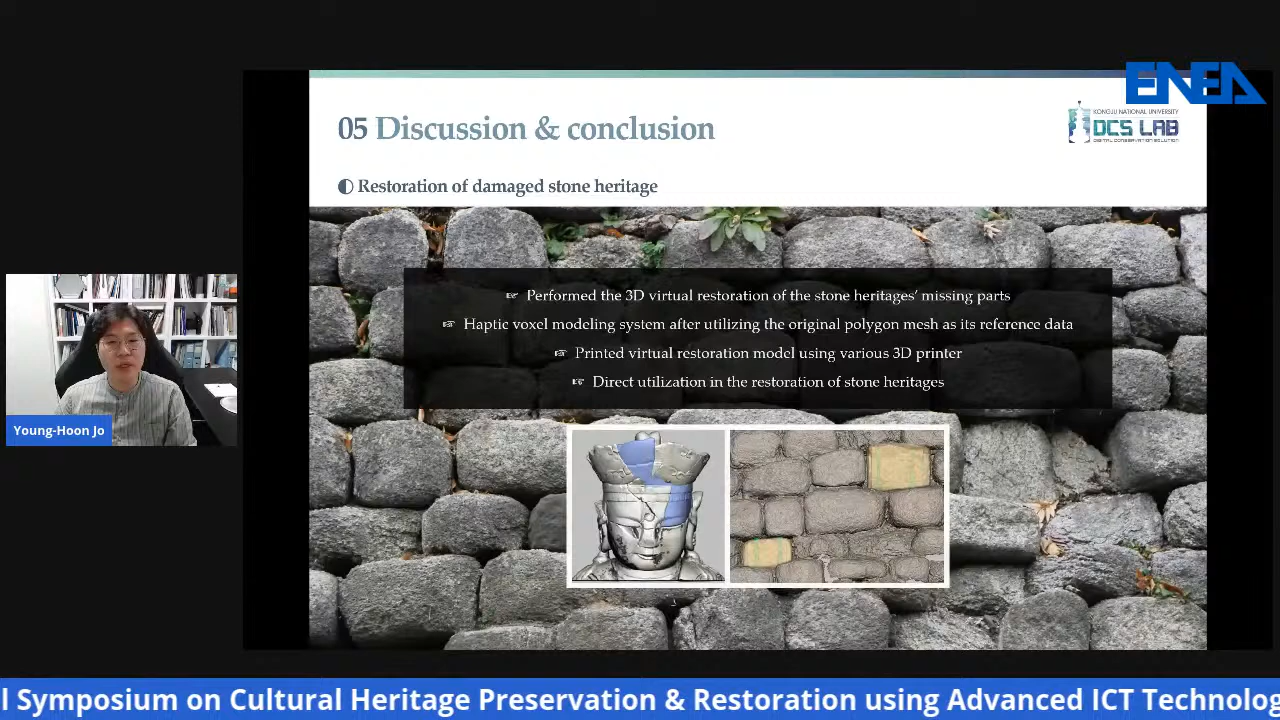 ENEA
05 Discussion & conclusion
KONGJU NATIONAL UNIVERSITY
DCS LAB
DIGITAL CONSERVATION SOLUTION
Restoration of damaged stone heritage
☞ Performed the 3D virtual restoration of the stone heritages' missing parts
☞ Haptic voxel modeling system after utilizing the original polygon mesh as its reference data
☞ Printed virtual restoration model using various 3D printer
☞ Direct utilization in the restoration of stone heritages
Young-Hoon Jo
l Symposium on Cultural Heritage Preservation & Restoration using Advanced ICT Technolog